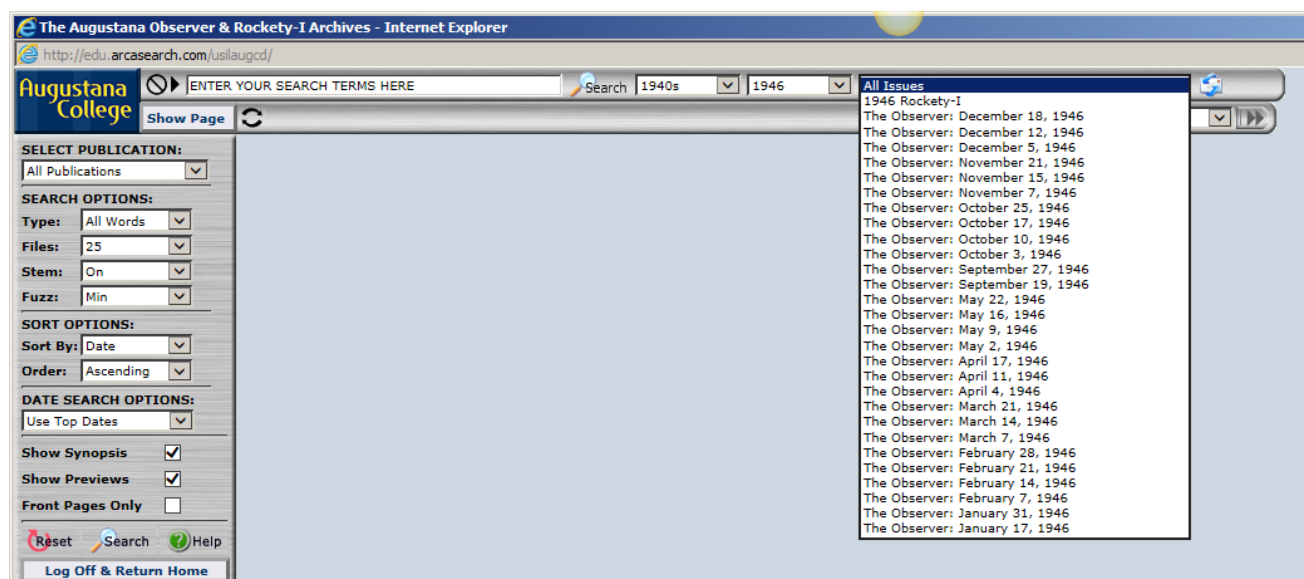 The Augustana Observer & Rockety-I Archives - Internet Explorer
http://edu.arcasearch.com/usilaugcd/
Augustana College
ENTER YOUR SEARCH TERMS HERE
Search
1940s
1946
Show Page
All Issues
1946 Rockety-I
The Observer: December 18, 1946
The Observer: December 12, 1946
The Observer: December 5, 1946
The Observer: November 21, 1946
The Observer: November 15, 1946
The Observer: November 7, 1946
The Observer: October 25, 1946
The Observer: October 17, 1946
The Observer: October 10, 1946
The Observer: October 3, 1946
The Observer: September 27, 1946
The Observer: September 19, 1946
The Observer: May 22, 1946
The Observer: May 16, 1946
The Observer: May 9, 1946
The Observer: May 2, 1946
The Observer: April 17, 1946
The Observer: April 11, 1946
The Observer: April 4, 1946
The Observer: March 21, 1946
The Observer: March 14, 1946
The Observer: March 7, 1946
The Observer: February 28, 1946
The Observer: February 21, 1946
The Observer: February 14, 1946
The Observer: February 7, 1946
The Observer: January 31, 1946
The Observer: January 17, 1946
SELECT PUBLICATION:
All Publications
SEARCH OPTIONS:
Type: All Words
Files: 25
Stem: On
Fuzz: Min
SORT OPTIONS:
Sort By: Date
Order: Ascending
DATE SEARCH OPTIONS:
Use Top Dates
Show Synopsis
Show Previews
Front Pages Only
Reset Search Help
Log Off & Return Home